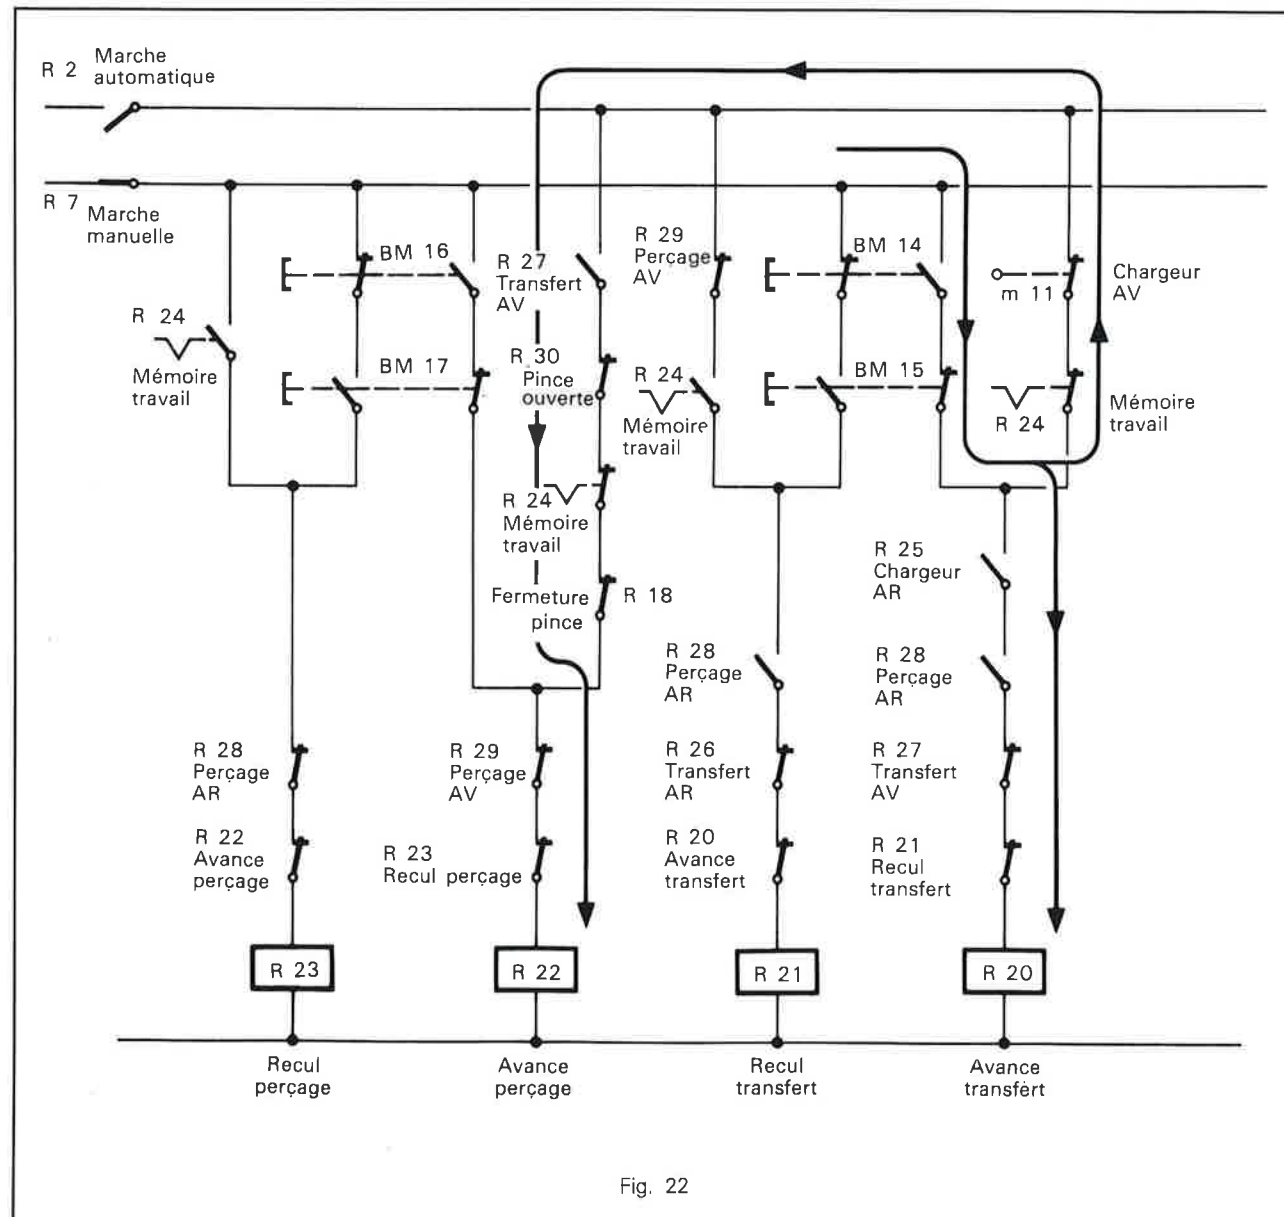 R 2 Marche
automatique
R 7 Marche
manuelle
BM 16
R 27
Transfert
AV
R 29
Perçage
AV
BM 14
m 11
Chargeur
AV
R 24
Mémoire
travail
BM 17
R 30
Pince
ouverte
R 24
Mémoire
travail
BM 15
R 24
Mémoire
travail
R 24
Mémoire
travail
Fermeture
pince
R 18
R 25
Chargeur
AR
R 28
Perçage
AR
R 28
Perçage
AR
R 28
Perçage
AR
R 29
Perçage
AV
R 26
Transfert
AR
R 27
Transfert
AV
R 22
Avance
perçage
R 23
Recul perçage
R 20
Avance
transfert
R 21
Recul
transfert
R 23
R 22
R 21
R 20
Recul
perçage
Avance
perçage
Recul
transfert
Avance
transfert
Fig. 22